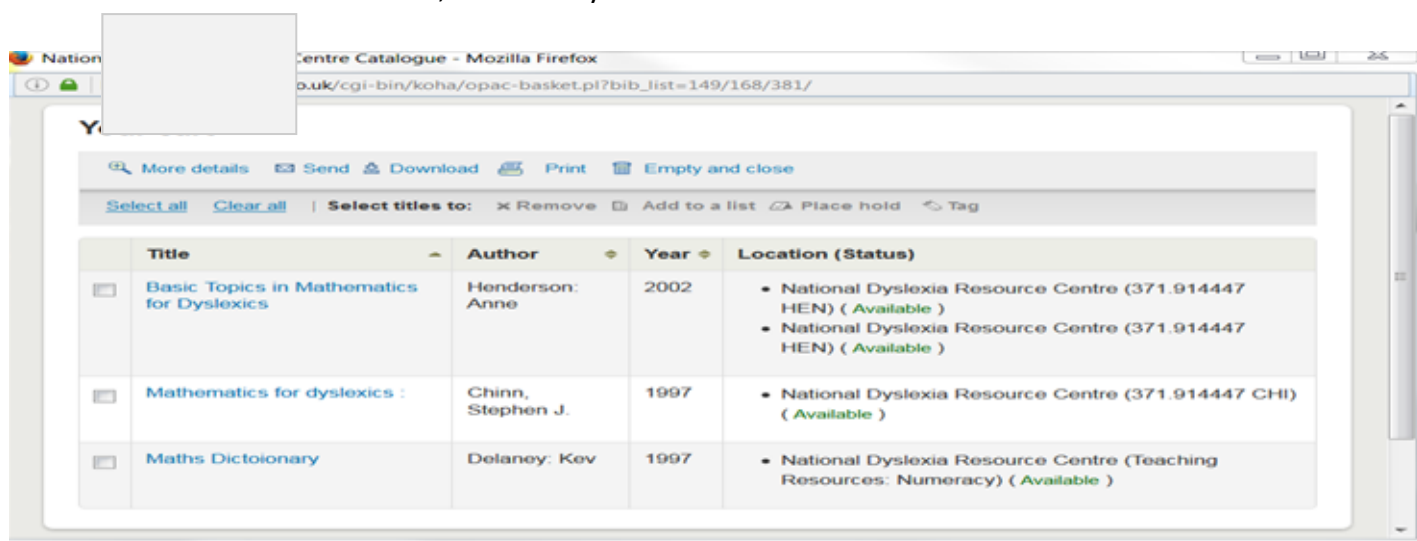 Nation Centre Catalogue - Mozilla Firefox
o.uk/cgi-bin/koha/opac-basket.pl?bib_list=149/168/381/
More details Send Download Print Empty and close
Select all Clear all | Select titles to: Remove Add to a list Place hold Tag
Title Author Year Location (Status)
Basic Topics in Mathematics Henderson: 2002 • National Dyslexia Resource Centre (371.914447
for Dyslexics Anne HEN) ( Available )
• National Dyslexia Resource Centre (371.914447
HEN) ( Available )
Mathematics for dyslexics : Chinn, 1997 • National Dyslexia Resource Centre (371.914447 CHI)
Stephen J. ( Available )
Maths Dictoionary Delaney: Kev 1997 • National Dyslexia Resource Centre (Teaching
Resources: Numeracy) ( Available )